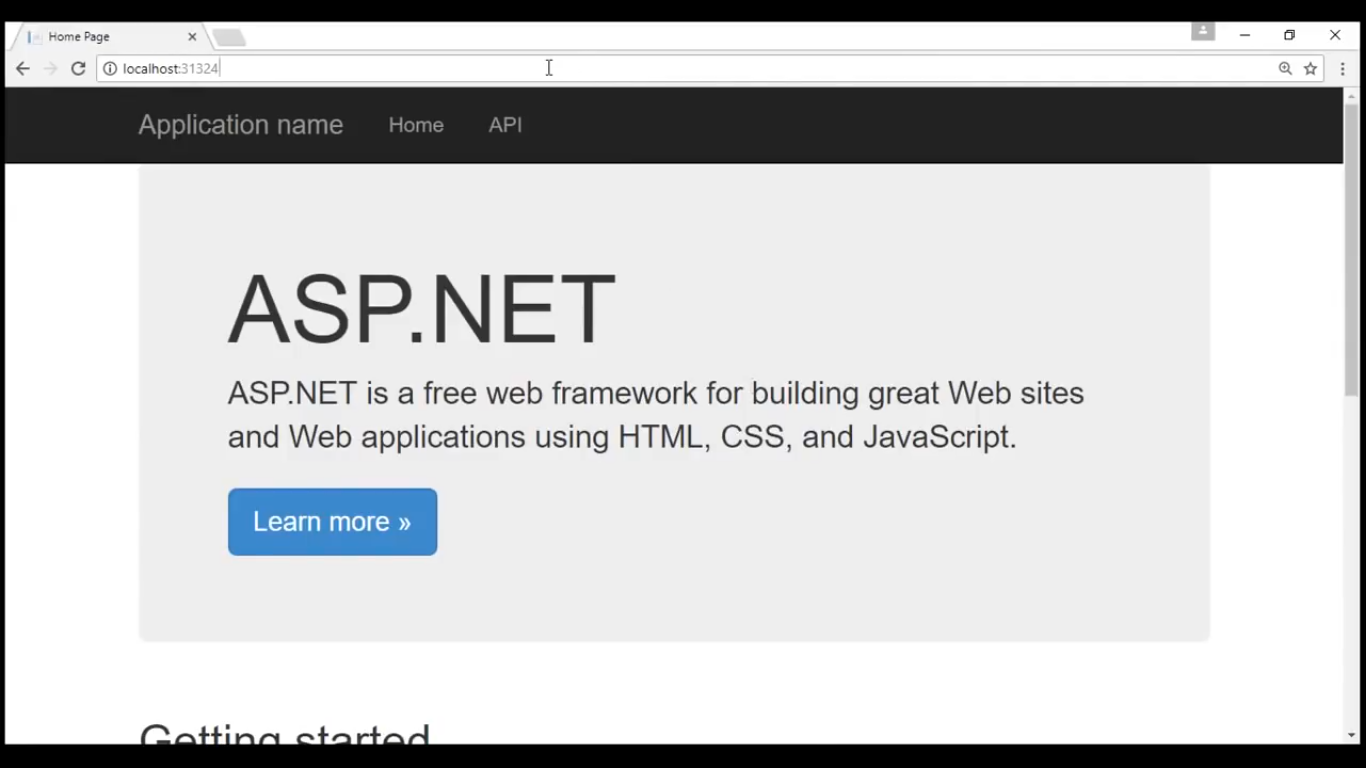 Home Page
localhost:31324
Application name Home API
ASP.NET
ASP.NET is a free web framework for building great Web sites
and Web applications using HTML, CSS, and JavaScript.
Learn more »
Getting started